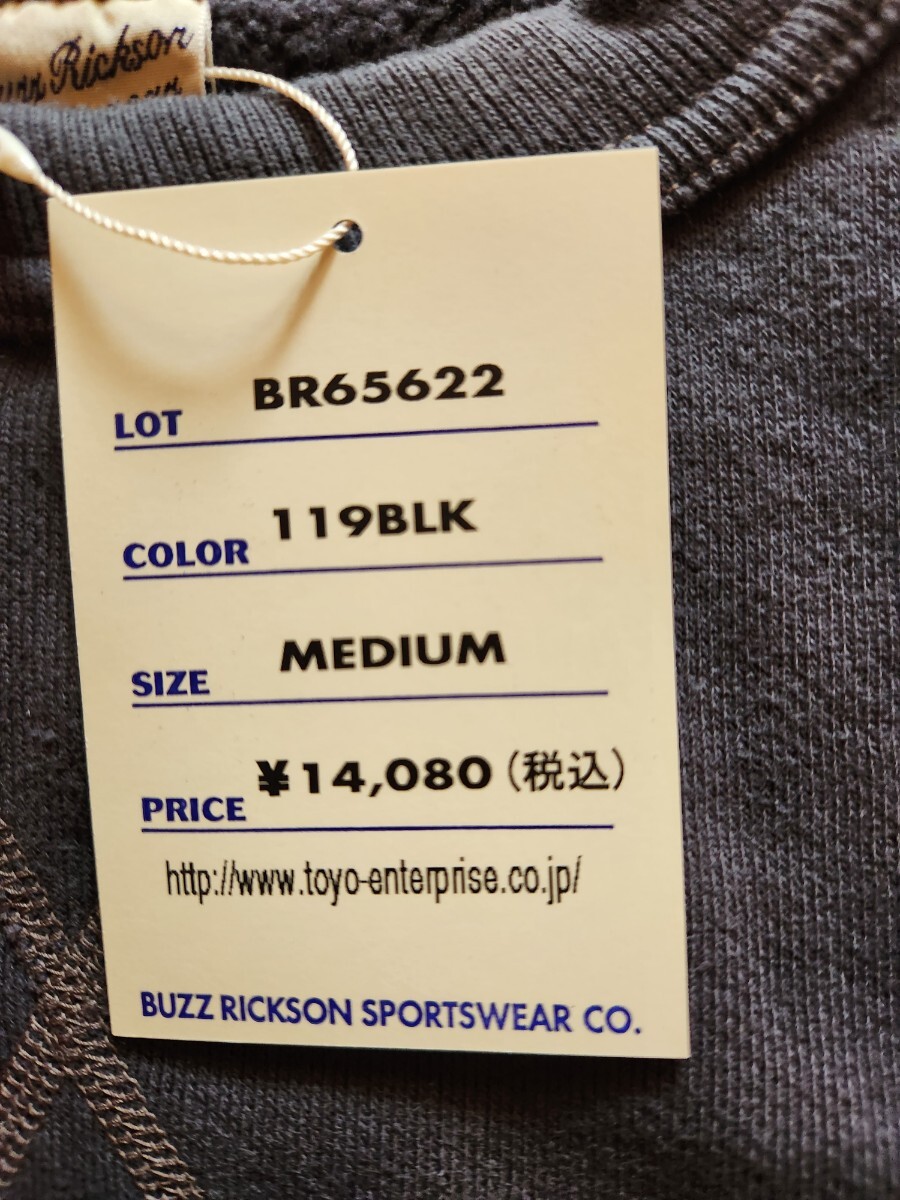 Rickson
LOT BR65622
COLOR 119BLK
SIZE MEDIUM
PRICE ¥14,080(税込)
http://www.toyo-enterprise.co.jp/
BUZZ RICKSON SPORTSWEAR CO.